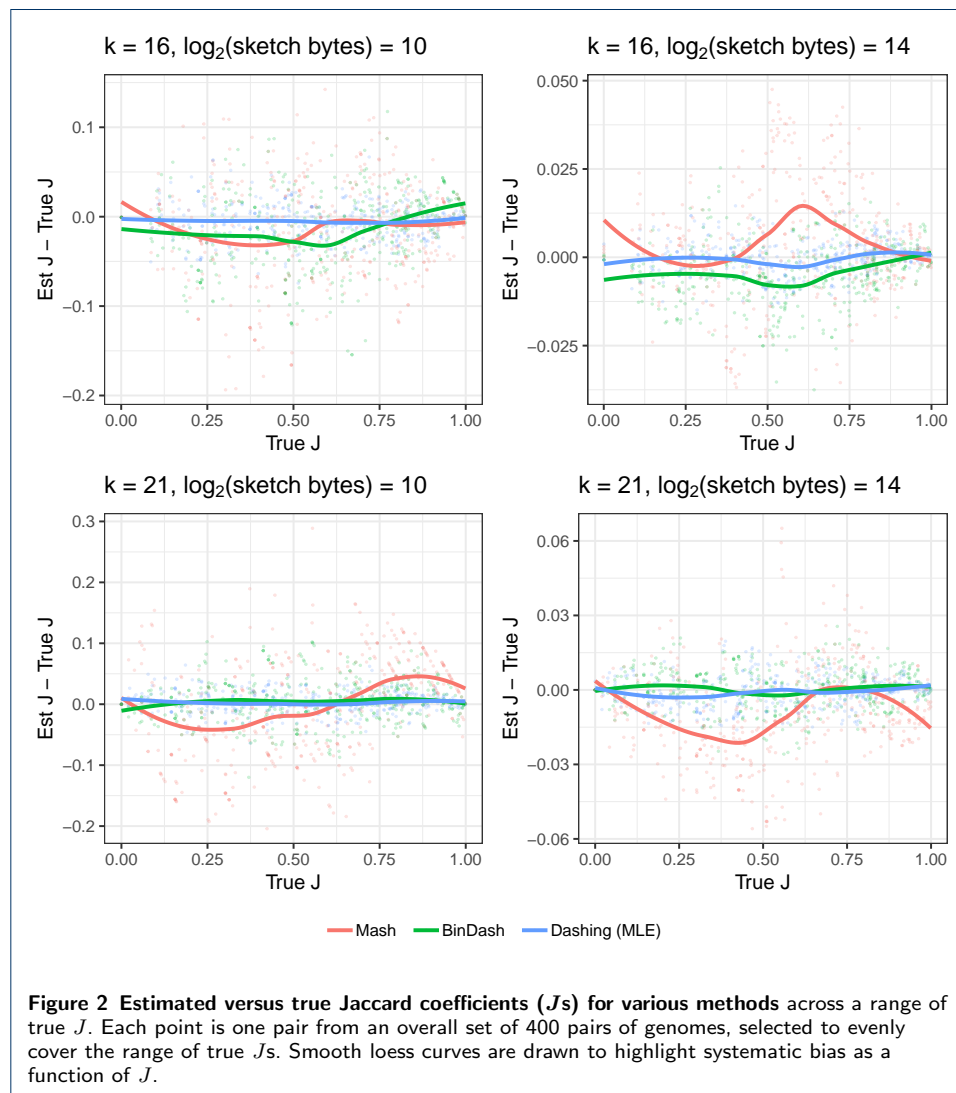 k = 16, log₂(sketch bytes) = 10
Est J − True J
0.1
0.0
−0.1
−0.2
0.00 0.25 0.50 0.75 1.00
True J
k = 16, log₂(sketch bytes) = 14
Est J − True J
0.050
0.025
0.000
−0.025
0.00 0.25 0.50 0.75 1.00
True J
k = 21, log₂(sketch bytes) = 10
Est J − True J
0.3
0.2
0.1
0.0
−0.1
−0.2
0.00 0.25 0.50 0.75 1.00
True J
k = 21, log₂(sketch bytes) = 14
Est J − True J
0.06
0.03
0.00
−0.03
−0.06
0.00 0.25 0.50 0.75 1.00
True J
Mash BinDash Dashing (MLE)
Figure 2 Estimated versus true Jaccard coefficients (Js) for various methods across a range of
true J. Each point is one pair from an overall set of 400 pairs of genomes, selected to evenly
cover the range of true Js. Smooth loess curves are drawn to highlight systematic bias as a
function of J.